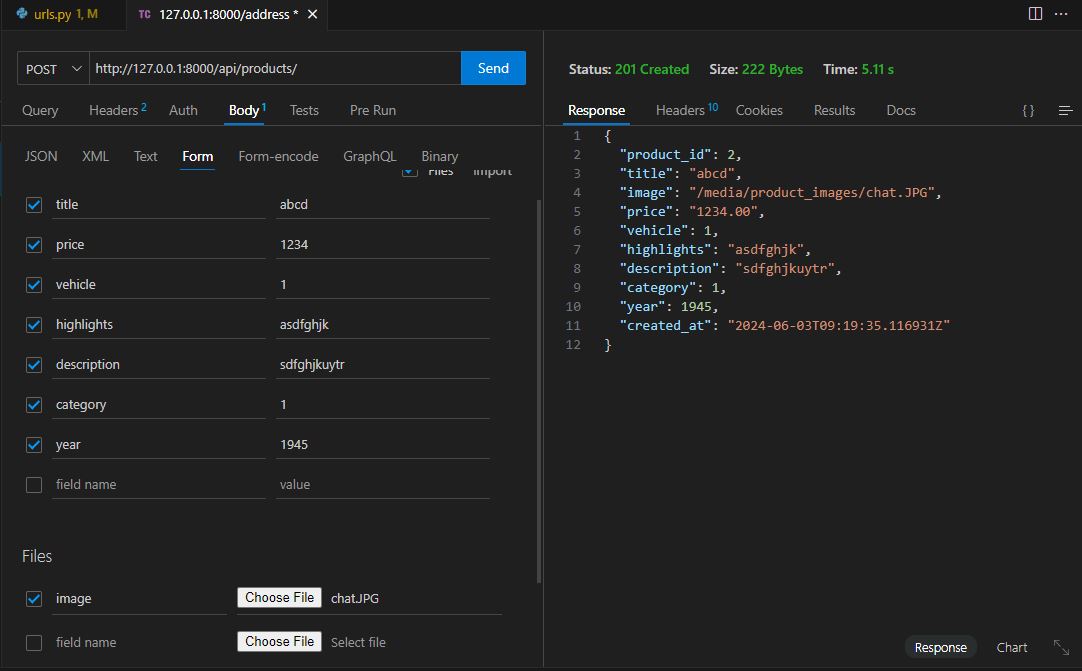 urls.py 1, M
TC 127.0.0.1:8000/address *
POST http://127.0.0.1:8000/api/products/ Send
Query Headers 2 Auth Body 1 Tests Pre Run
JSON XML Text Form Form-encode GraphQL Binary
Files Import
title abcd
price 1234
vehicle 1
highlights asdfghjk
description sdfghjkuytr
category 1
year 1945
field name value
Files
image Choose File chat.JPG
field name Choose File Select file
Status: 201 Created Size: 222 Bytes Time: 5.11 s
Response Headers 10 Cookies Results Docs { }
1 {
2 "product_id": 2,
3 "title": "abcd",
4 "image": "/media/product_images/chat.JPG",
5 "price": "1234.00",
6 "vehicle": 1,
7 "highlights": "asdfghjk",
8 "description": "sdfghjkuytr",
9 "category": 1,
10 "year": 1945,
11 "created_at": "2024-06-03T09:19:35.116931Z"
12 }
Response Chart